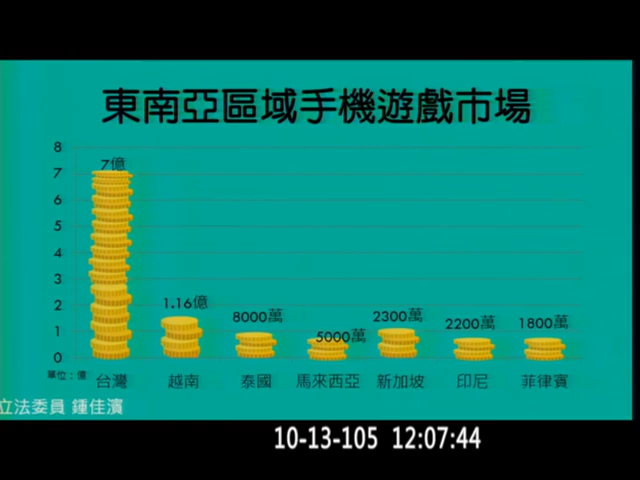 東南亞區域手機遊戲市場
8
7
6
5
4
3
2
1
0
7億
1.16億
8000萬
5000萬
2300萬
2200萬
1800萬
單位：億
台灣 越南 泰國 馬來西亞 新加坡 印尼 菲律賓
立法委員 鍾佳濱
10-13-105 12:07:44